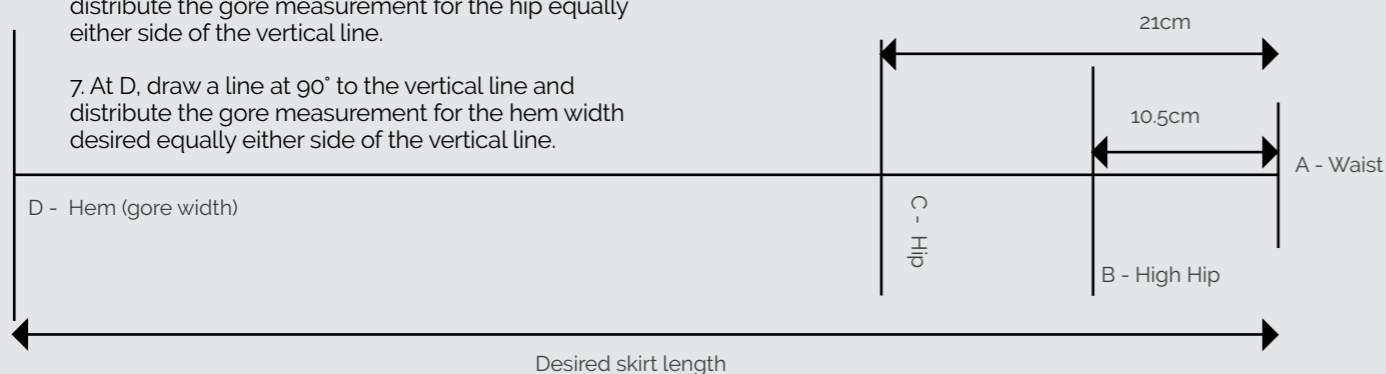 distribute the gore measurement for the hip equally
either side of the vertical line.
7. At D, draw a line at 90° to the vertical line and
distribute the gore measurement for the hem width
desired equally either side of the vertical line.
21cm
10.5cm
A - Waist
D - Hem (gore width)
C - Hip
B - High Hip
Desired skirt length